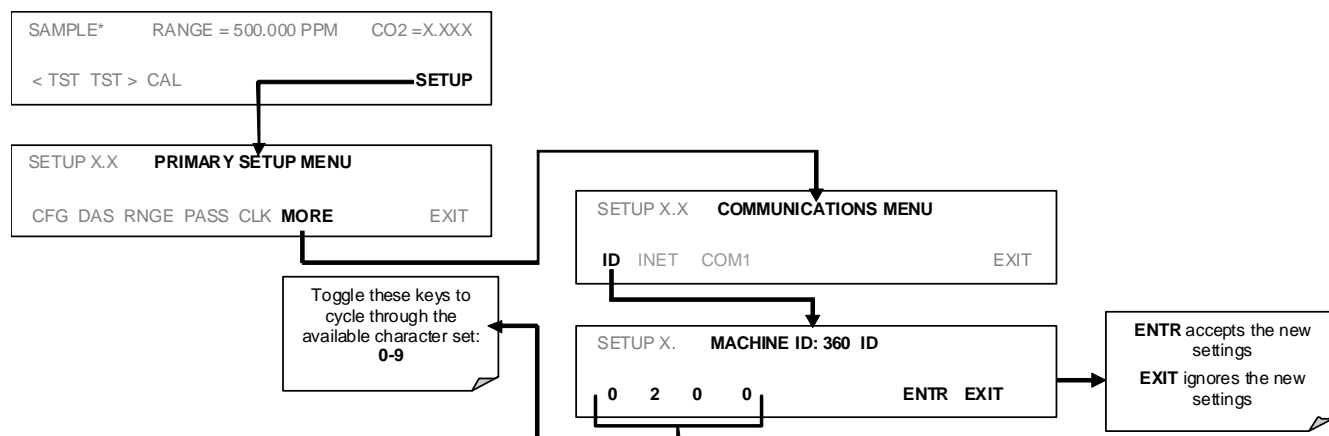 SAMPLE* RANGE = 500.000 PPM CO2 =X.XXX
< TST TST > CAL SETUP
SETUP X.X PRIMARY SETUP MENU
CFG DAS RNGE PASS CLK MORE EXIT
SETUP X.X COMMUNICATIONS MENU
ID INET COM1 EXIT
Toggle these keys to
cycle through the
available character set:
0-9
SETUP X. MACHINE ID: 360 ID
0 2 0 0 ENTR EXIT
ENTR accepts the new
settings
EXIT ignores the new
settings